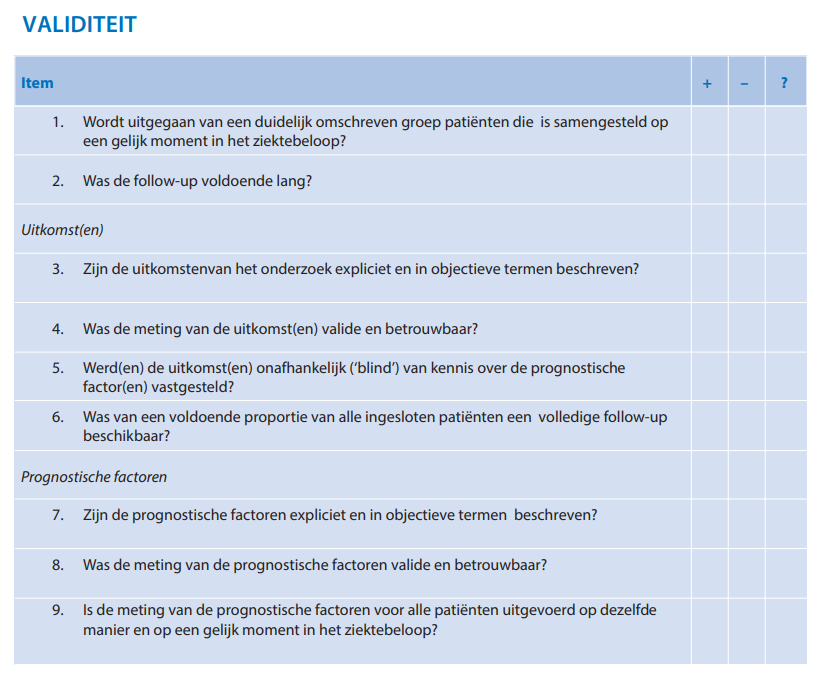 VALIDITEIT
Item + – ?
1. Wordt uitgegaan van een duidelijk omschreven groep patiënten die is samengesteld op
een gelijk moment in het ziektebeloop?
2. Was de follow-up voldoende lang?
Uitkomst(en)
3. Zijn de uitkomstenvan het onderzoek expliciet en in objectieve termen beschreven?
4. Was de meting van de uitkomst(en) valide en betrouwbaar?
5. Werd(en) de uitkomst(en) onafhankelijk (‘blind’) van kennis over de prognostische
factor(en) vastgesteld?
6. Was van een voldoende proportie van alle ingesloten patiënten een volledige follow-up
beschikbaar?
Prognostische factoren
7. Zijn de prognostische factoren expliciet en in objectieve termen beschreven?
8. Was de meting van de prognostische factoren valide en betrouwbaar?
9. Is de meting van de prognostische factoren voor alle patiënten uitgevoerd op dezelfde
manier en op een gelijk moment in het ziektebeloop?